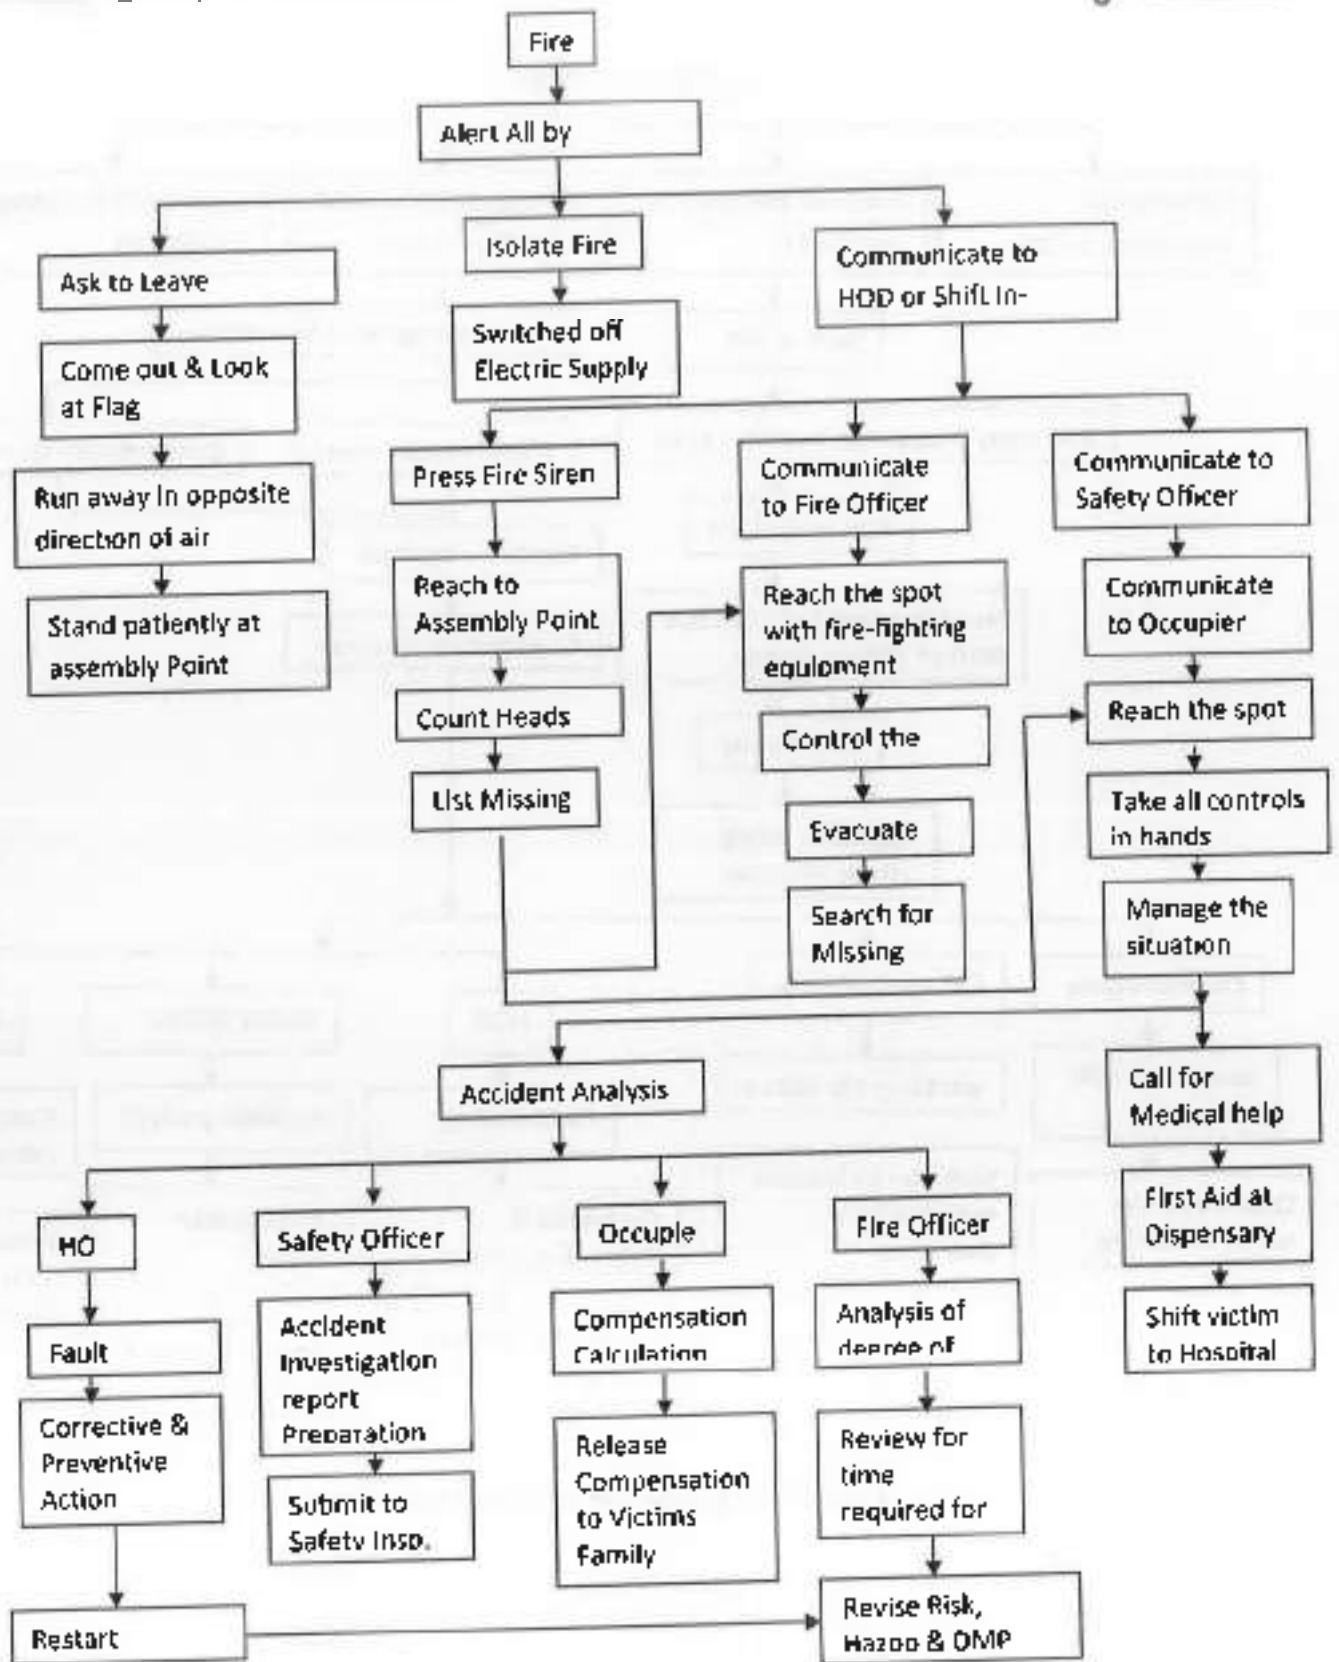 Fire
Alert All by
Isolate Fire
Communicate to
HOD or Shift In-
Ask to Leave
Switched off
Electric Supply
Come out & Look
at Flag
Press Fire Siren
Communicate
to Fire Officer
Communicate to
Safety Officer
Run away in opposite
direction of air
Reach to
Assembly Point
Reach the spot
with fire-fighting
equipment
Communicate
to Occupier
Stand patiently at
assembly Point
Count Heads
Control the
Reach the spot
List Missing
Evacuate
Take all controls
in hands
Search for
Missing
Manage the
situation
Accident Analysis
Call for
Medical help
HO
Safety Officer
Occupie
Fire Officer
First Aid at
Dispensary
Fault
Accident
Investigation
report
Preparation
Compensation
Calculation
Analysis of
degree of
Shift victim
to Hospital
Corrective &
Preventive
Action
Submit to
Safety Insp.
Release
Compensation
to Victims
Family
Review for
time
required for
Restart
Revise Risk,
Hazop & DMP